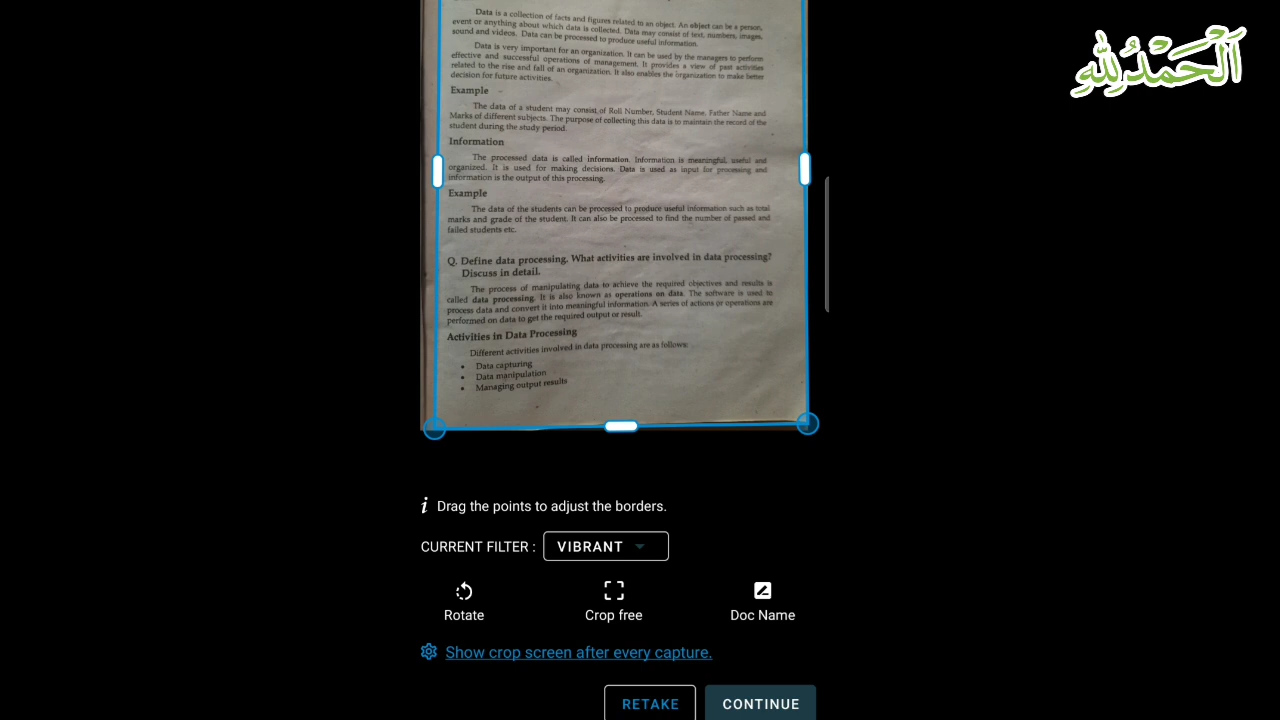 Data is a collection of facts and figures related to an object. An object can be a person,
event or anything about which data is collected. Data may consist of text, numbers, images,
sound and videos. Data can be processed to produce useful information.
Data is very important for an organization. It can be used by the managers to perform
effective and successful operations of management. It provides a view of past activities
related to the rise and fall of an organization. It also enables the organization to make better
decision for future activities.
Example
The data of a student may consist of Roll Number, Student Name, Father Name and
Marks of different subjects. The purpose of collecting this data is to maintain the record of the
student during the study period.
Information
The processed data is called information. Information is meaningful, useful and
organized. It is used for making decisions. Data is used as input for processing and
information is the output of this processing.
Example
The data of the students can be processed to produce useful information such as total
marks and grade of the student. It can also be processed to find the number of passed and
failed students etc.
Q. Define data processing. What activities are involved in data processing?
Discuss in detail.
The process of manipulating data to achieve the required objectives and results is
called data processing. It is also known as operations on data. The software is used to
process data and convert it into meaningful information. A series of actions or operations are
performed on data to get the required output or result.
Activities in Data Processing
Different activities involved in data processing are as follows:
• Data capturing
• Data manipulation
• Managing output results
اَلْحَمْدُلِلّٰهِ
i Drag the points to adjust the borders.
CURRENT FILTER : VIBRANT
Rotate Crop free Doc Name
Show crop screen after every capture.
RETAKE CONTINUE